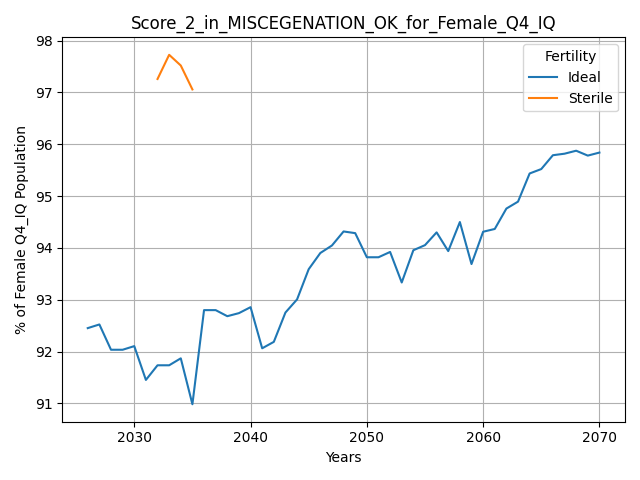 Score_2_in_MISCEGENATION_OK_for_Female_Q4_IQ
% of Female Q4_IQ Population
98
97
96
95
94
93
92
91
Fertility
Ideal
Sterile
2030
2040
2050
2060
2070
Years